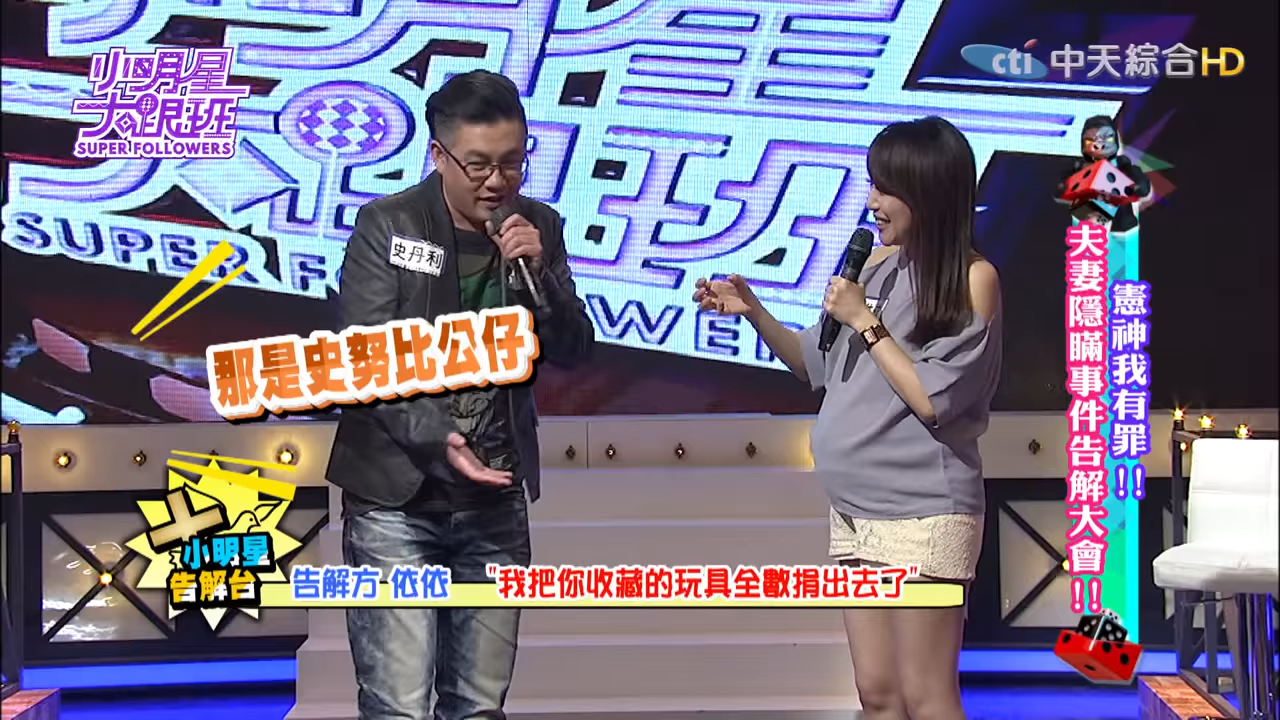 小明星
大跟班
SUPER FOLLOWERS
cti 中天綜合HD
史丹利
那是史努比公仔
憲神我有罪!!
夫妻隱瞞事件告解大會!!
小明星
告解台
告解方 依依 "我把你收藏的玩具全數捐出去了"